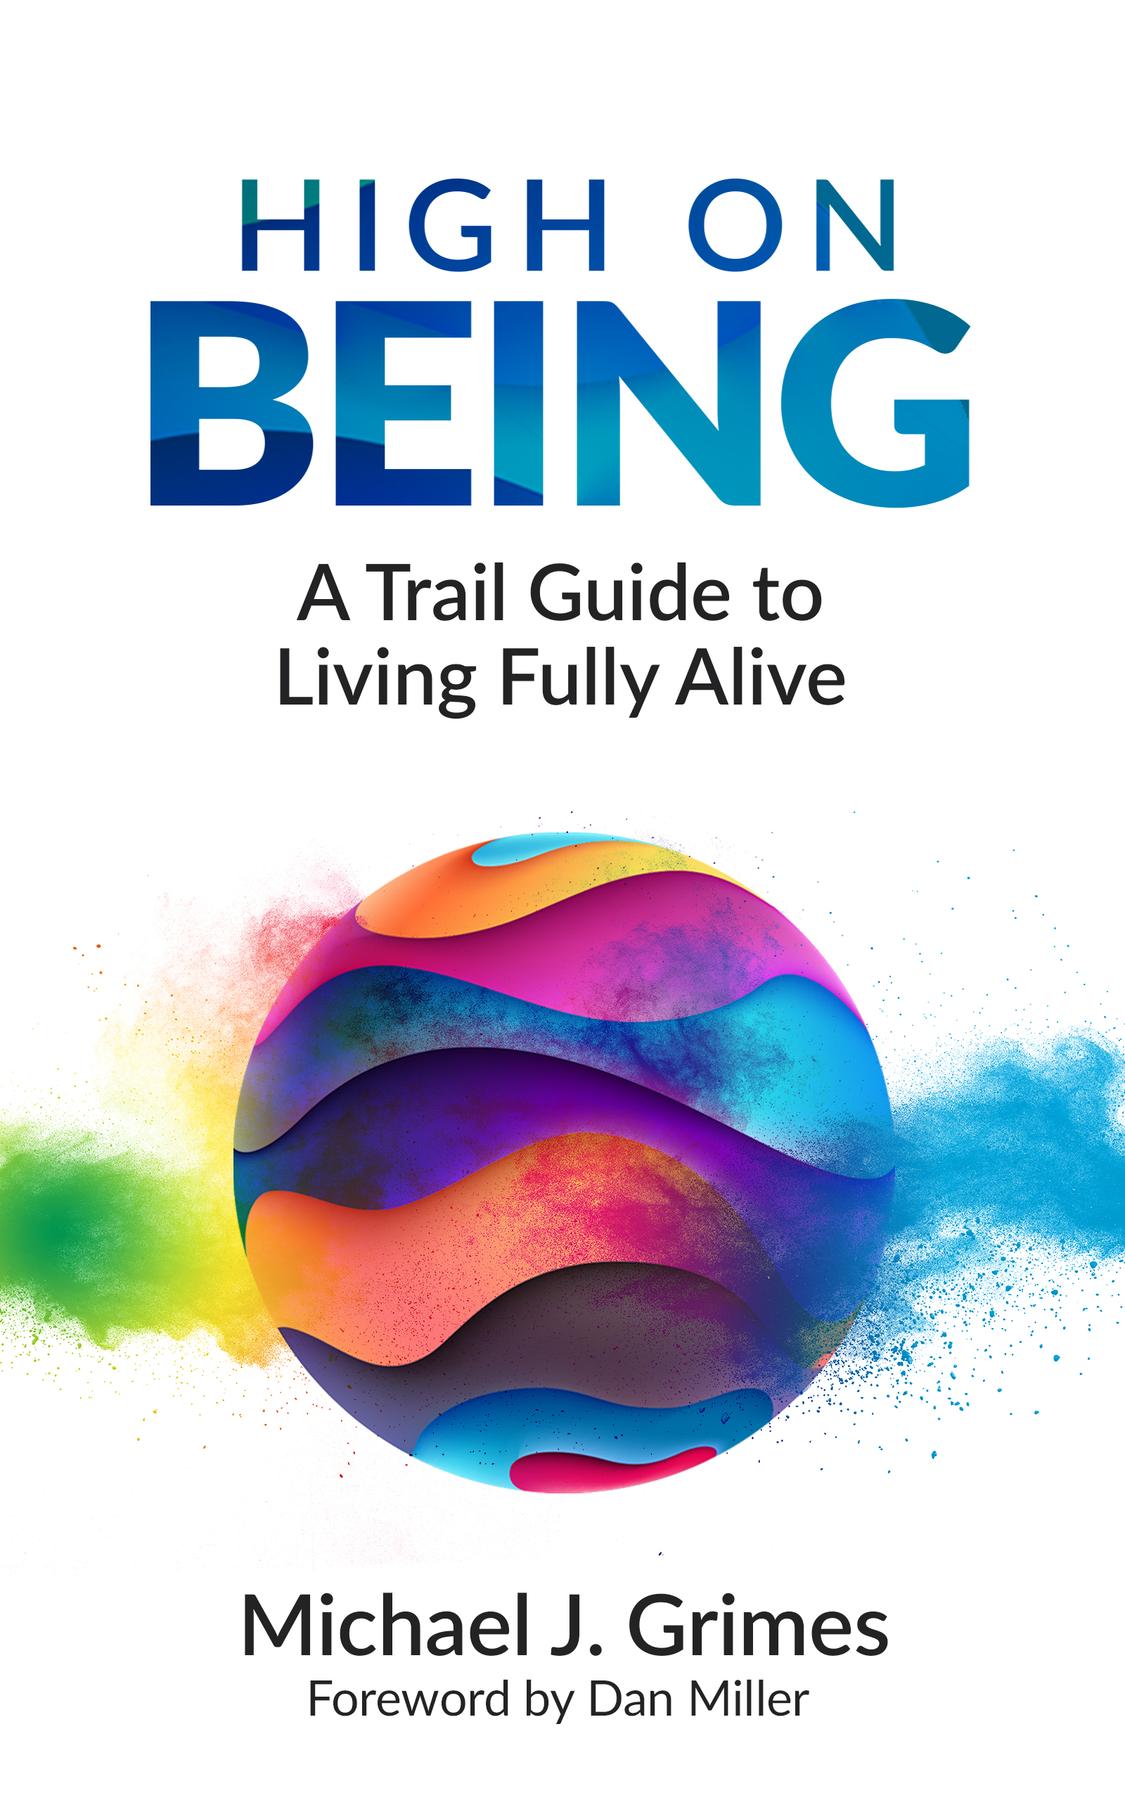 HIGH ON
BEING
A Trail Guide to
Living Fully Alive
Michael J. Grimes
Foreword by Dan Miller